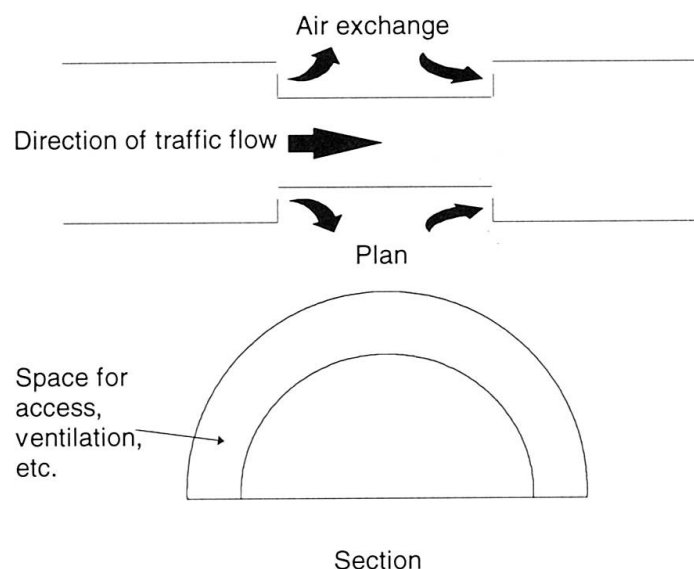 Air exchange
Direction of traffic flow
Plan
Space for
access,
ventilation,
etc.
Section